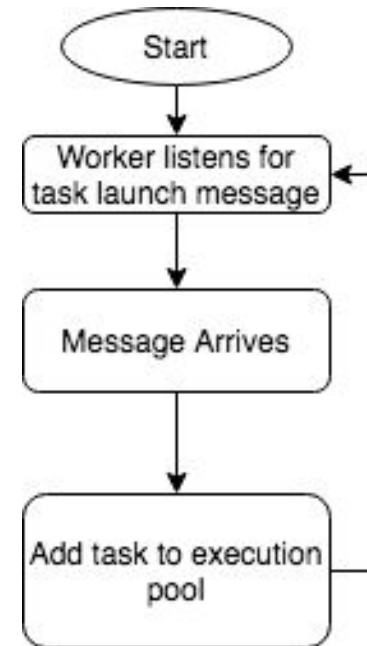 Start
Worker listens for
task launch message
Message Arrives
Add task to execution
pool